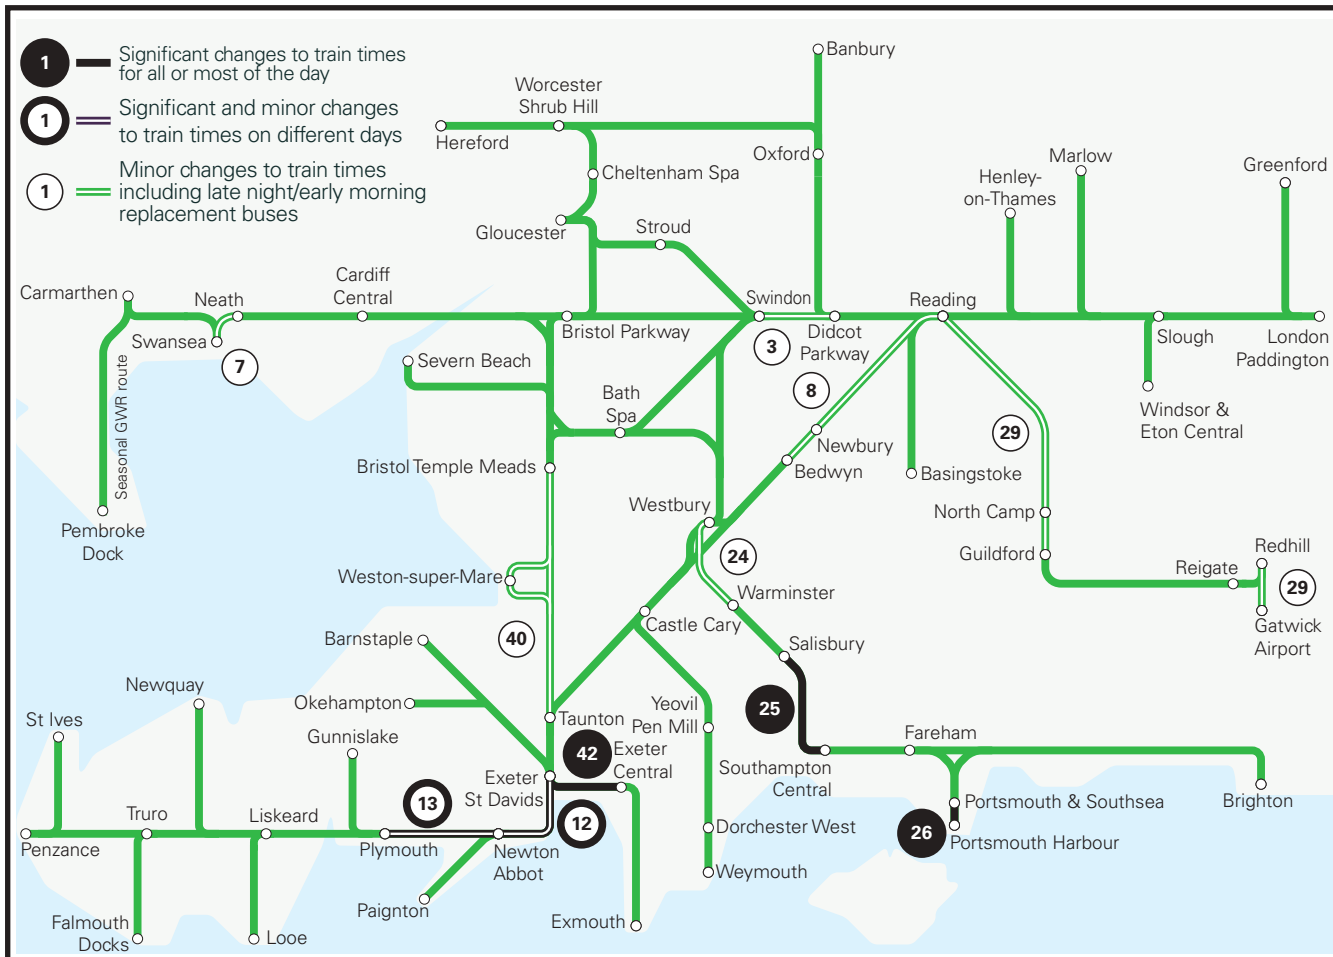 1
Significant changes to train times
for all or most of the day
1
Significant and minor changes
to train times on different days
1
Minor changes to train times
including late night/early morning
replacement buses
Banbury
Worcester
Shrub Hill
Hereford
Oxford
Cheltenham Spa
Marlow
Greenford
Henley-
on-Thames
Gloucester
Stroud
Carmarthen
Neath
Cardiff
Central
Swindon
Reading
Swansea
Bristol Parkway
Didcot
Parkway
Slough
London
Paddington
7
3
8
Severn Beach
Bath
Spa
Windsor &
Eton Central
29
Seasonal GWR route
Newbury
Bedwyn
Basingstoke
Bristol Temple Meads
Westbury
North Camp
Pembroke
Dock
24
Guildford
Redhill
Reigate
29
Weston-super-Mare
Warminster
Castle Cary
Gatwick
Airport
Barnstaple
40
Salisbury
Newquay
Okehampton
Yeovil
Pen Mill
25
St Ives
Taunton
Gunnislake
42
Exeter
Central
Fareham
Exeter
St Davids
Southampton
Central
13
12
Truro
Liskeard
Portsmouth & Southsea
Brighton
26
Portsmouth Harbour
Penzance
Plymouth
Newton
Abbot
Dorchester West
Weymouth
Paignton
Exmouth
Falmouth
Docks
Looe